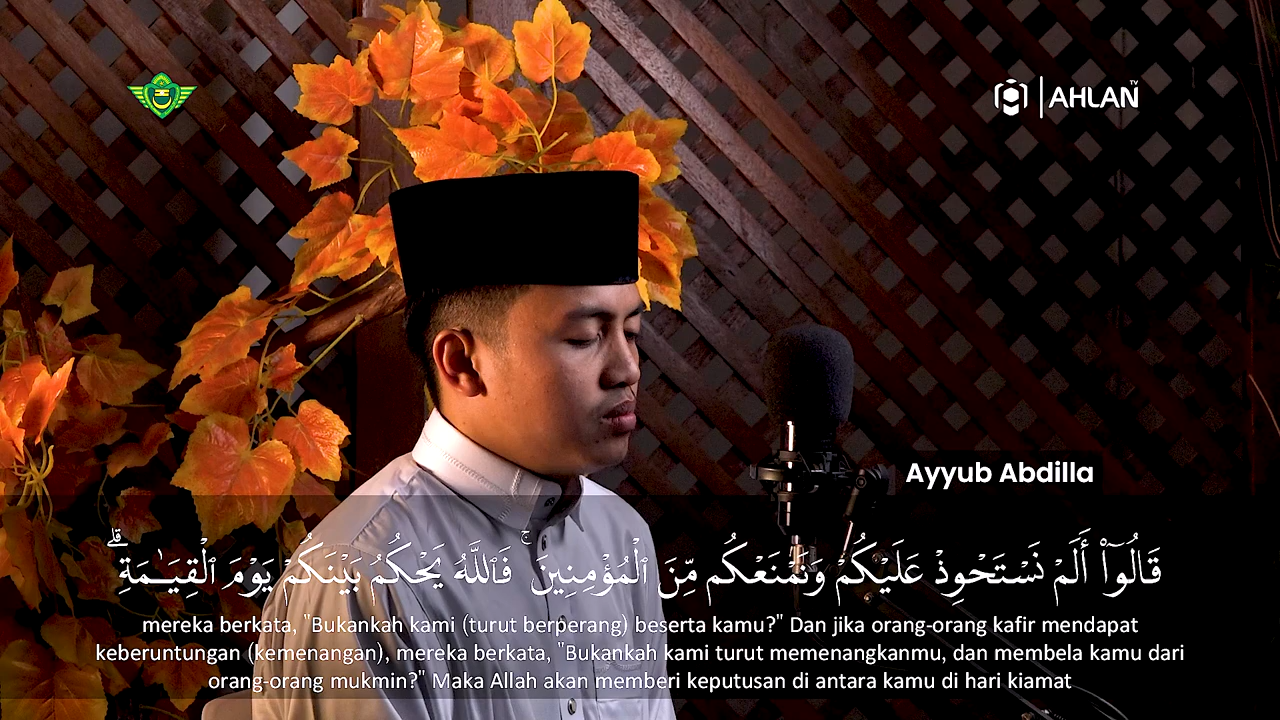 AHLAN TV
Ayyub Abdilla
قَالُوٓا۟ أَلَمْ نَسْتَحْوِذْ عَلَيْكُمْ وَنَمْنَعْكُم مِّنَ ٱلْمُؤْمِنِينَ ۚ فَٱللَّهُ يَحْكُمُ بَيْنَكُمْ يَوْمَ ٱلْقِيَـٰمَةِ ۗ
mereka berkata, "Bukankah kami (turut berperang) beserta kamu?" Dan jika orang-orang kafir mendapat
keberuntungan (kemenangan), mereka berkata, "Bukankah kami turut memenangkanmu, dan membela kamu dari
orang-orang mukmin?" Maka Allah akan memberi keputusan di antara kamu di hari kiamat